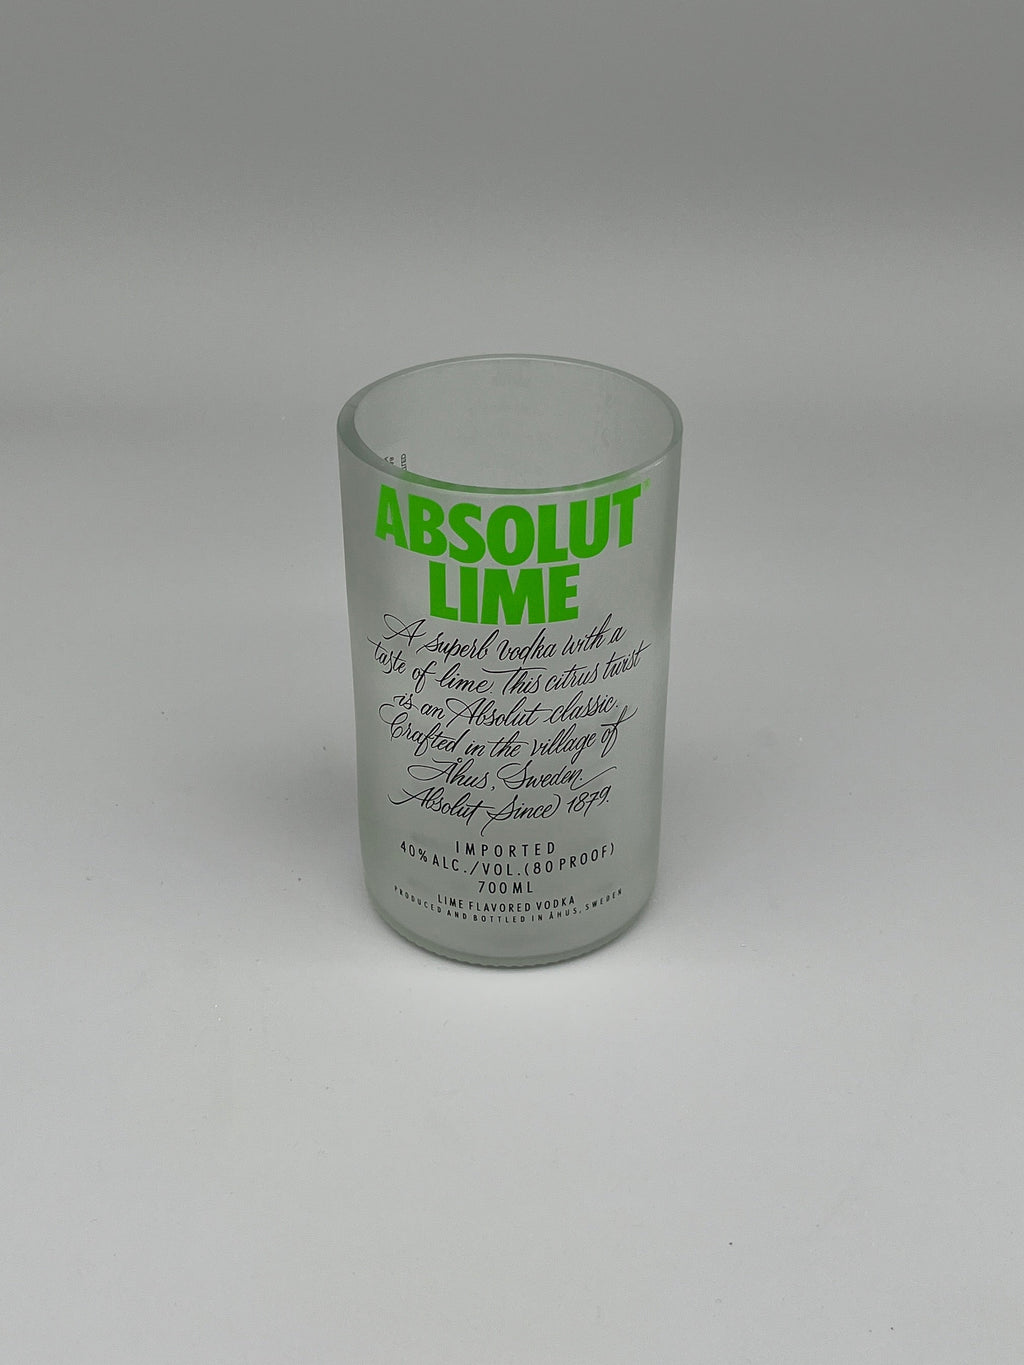 ABSOLUT
LIME
A superb vodka with a
taste of lime. This citrus twist
is an Absolut classic.
Crafted in the village of
Åhus, Sweden.
Absolut Since 1879.
IMPORTED
40% ALC./VOL. (80 PROOF)
700 ML
LIME FLAVORED VODKA
PRODUCED AND BOTTLED IN ÅHUS, SWEDEN